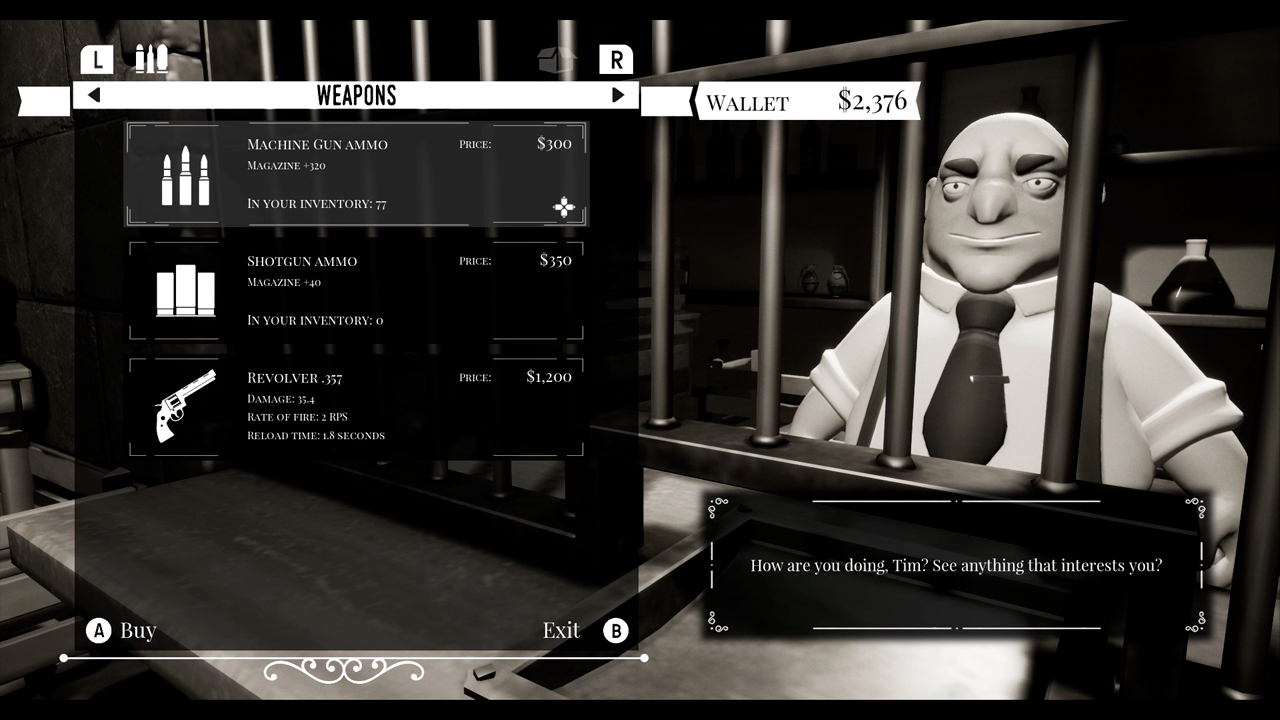 L
R
WEAPONS
WALLET $2,376
MACHINE GUN AMMO PRICE: $300
MAGAZINE +320
IN YOUR INVENTORY: 77
SHOTGUN AMMO PRICE: $350
MAGAZINE +40
IN YOUR INVENTORY: 0
REVOLVER .357 PRICE: $1,200
DAMAGE: 35.4
RATE OF FIRE: 2 RPS
RELOAD TIME: 1.8 SECONDS
How are you doing, Tim? See anything that interests you?
A Buy
Exit B